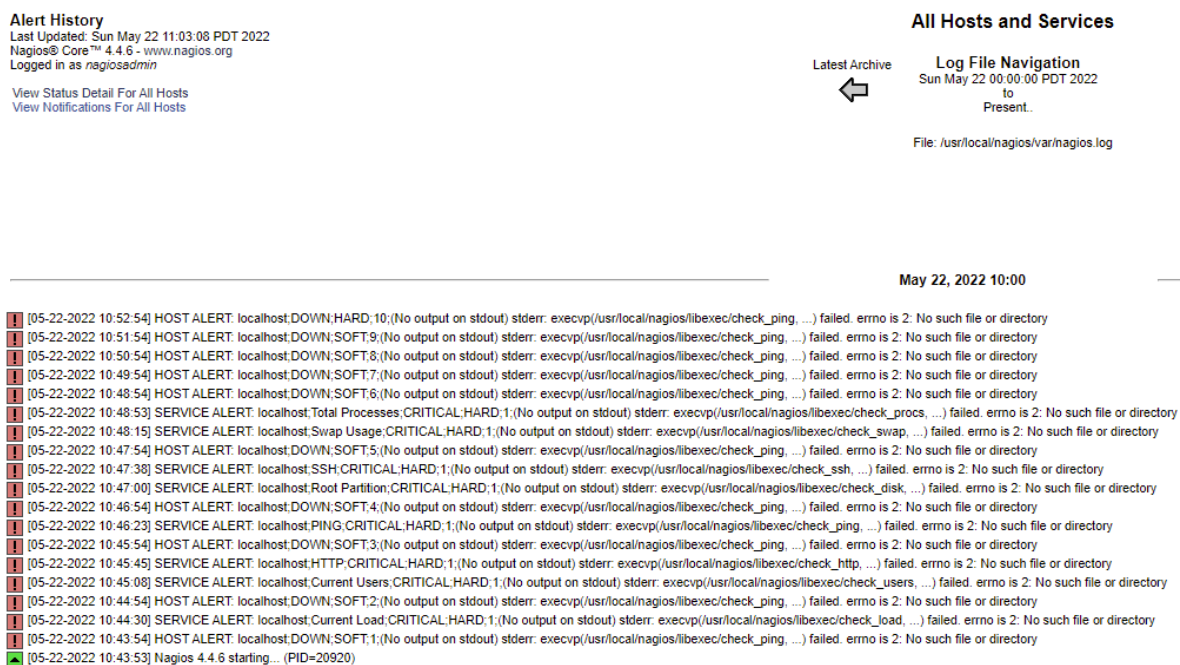 Alert History
Last Updated: Sun May 22 11:03:08 PDT 2022
Nagios® Core™ 4.4.6 - www.nagios.org
Logged in as nagiosadmin
View Status Detail For All Hosts
View Notifications For All Hosts
All Hosts and Services
Latest Archive
Log File Navigation
Sun May 22 00:00:00 PDT 2022
to
Present..
File: /usr/local/nagios/var/nagios.log
May 22, 2022 10:00
[05-22-2022 10:52:54] HOST ALERT: localhost;DOWN;HARD;10;(No output on stdout) stderr: execvp(/usr/local/nagios/libexec/check_ping, ...) failed. errno is 2: No such file or directory
[05-22-2022 10:51:54] HOST ALERT: localhost;DOWN;SOFT;9;(No output on stdout) stderr: execvp(/usr/local/nagios/libexec/check_ping, ...) failed. errno is 2: No such file or directory
[05-22-2022 10:50:54] HOST ALERT: localhost;DOWN;SOFT;8;(No output on stdout) stderr: execvp(/usr/local/nagios/libexec/check_ping, ...) failed. errno is 2: No such file or directory
[05-22-2022 10:49:54] HOST ALERT: localhost;DOWN;SOFT;7;(No output on stdout) stderr: execvp(/usr/local/nagios/libexec/check_ping, ...) failed. errno is 2: No such file or directory
[05-22-2022 10:48:54] HOST ALERT: localhost;DOWN;SOFT;6;(No output on stdout) stderr: execvp(/usr/local/nagios/libexec/check_ping, ...) failed. errno is 2: No such file or directory
[05-22-2022 10:48:53] SERVICE ALERT: localhost;Total Processes;CRITICAL;HARD;1;(No output on stdout) stderr: execvp(/usr/local/nagios/libexec/check_procs, ...) failed. errno is 2: No such file or directory
[05-22-2022 10:48:15] SERVICE ALERT: localhost;Swap Usage;CRITICAL;HARD;1;(No output on stdout) stderr: execvp(/usr/local/nagios/libexec/check_swap, ...) failed. errno is 2: No such file or directory
[05-22-2022 10:47:54] HOST ALERT: localhost;DOWN;SOFT;5;(No output on stdout) stderr: execvp(/usr/local/nagios/libexec/check_ping, ...) failed. errno is 2: No such file or directory
[05-22-2022 10:47:38] SERVICE ALERT: localhost;SSH;CRITICAL;HARD;1;(No output on stdout) stderr: execvp(/usr/local/nagios/libexec/check_ssh, ...) failed. errno is 2: No such file or directory
[05-22-2022 10:47:00] SERVICE ALERT: localhost;Root Partition;CRITICAL;HARD;1;(No output on stdout) stderr: execvp(/usr/local/nagios/libexec/check_disk, ...) failed. errno is 2: No such file or directory
[05-22-2022 10:46:54] HOST ALERT: localhost;DOWN;SOFT;4;(No output on stdout) stderr: execvp(/usr/local/nagios/libexec/check_ping, ...) failed. errno is 2: No such file or directory
[05-22-2022 10:46:23] SERVICE ALERT: localhost;PING;CRITICAL;HARD;1;(No output on stdout) stderr: execvp(/usr/local/nagios/libexec/check_ping, ...) failed. errno is 2: No such file or directory
[05-22-2022 10:45:54] HOST ALERT: localhost;DOWN;SOFT;3;(No output on stdout) stderr: execvp(/usr/local/nagios/libexec/check_ping, ...) failed. errno is 2: No such file or directory
[05-22-2022 10:45:45] SERVICE ALERT: localhost;HTTP;CRITICAL;HARD;1;(No output on stdout) stderr: execvp(/usr/local/nagios/libexec/check_http, ...) failed. errno is 2: No such file or directory
[05-22-2022 10:45:08] SERVICE ALERT: localhost;Current Users;CRITICAL;HARD;1;(No output on stdout) stderr: execvp(/usr/local/nagios/libexec/check_users, ...) failed. errno is 2: No such file or directory
[05-22-2022 10:44:54] HOST ALERT: localhost;DOWN;SOFT;2;(No output on stdout) stderr: execvp(/usr/local/nagios/libexec/check_ping, ...) failed. errno is 2: No such file or directory
[05-22-2022 10:44:30] SERVICE ALERT: localhost;Current Load;CRITICAL;HARD;1;(No output on stdout) stderr: execvp(/usr/local/nagios/libexec/check_load, ...) failed. errno is 2: No such file or directory
[05-22-2022 10:43:54] HOST ALERT: localhost;DOWN;SOFT;1;(No output on stdout) stderr: execvp(/usr/local/nagios/libexec/check_ping, ...) failed. errno is 2: No such file or directory
[05-22-2022 10:43:53] Nagios 4.4.6 starting... (PID=20920)